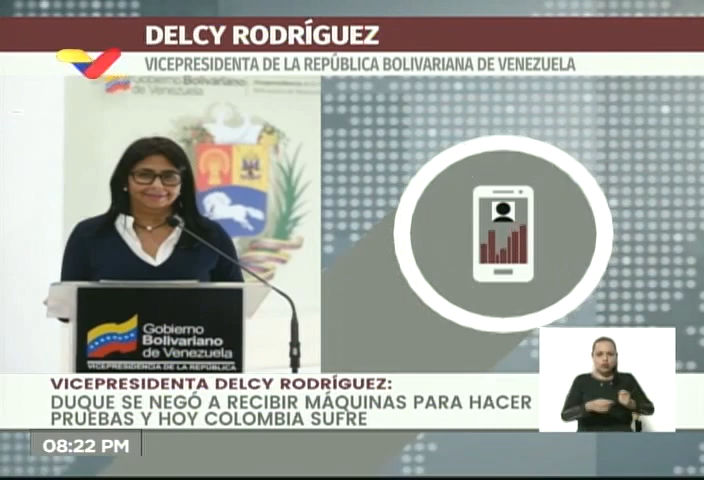 DELCY RODRÍGUEZ
VICEPRESIDENTA DE LA REPÚBLICA BOLIVARIANA DE VENEZUELA
Gobierno Bolivariano
de Venezuela
Gobierno
Bolivariano
de Venezuela
VICEPRESIDENCIA DE LA REPÚBLICA
VICEPRESIDENTA DELCY RODRÍGUEZ:
DUQUE SE NEGÓ A RECIBIR MÁQUINAS PARA HACER
PRUEBAS Y HOY COLOMBIA SUFRE
08:22 PM